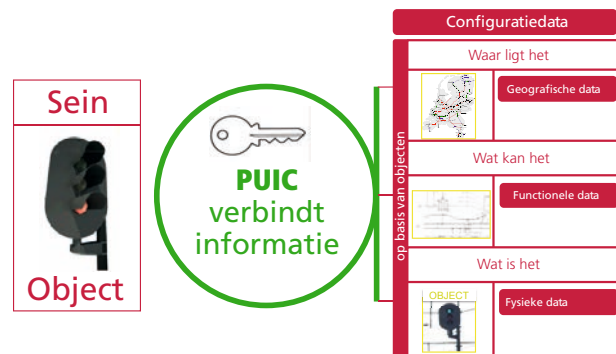 Sein
Object
PUIC
verbindt
informatie
Configuratiedata
op basis van objecten
Waar ligt het
Geografische data
Wat kan het
Functionele data
Wat is het
OBJECT
Fysieke data